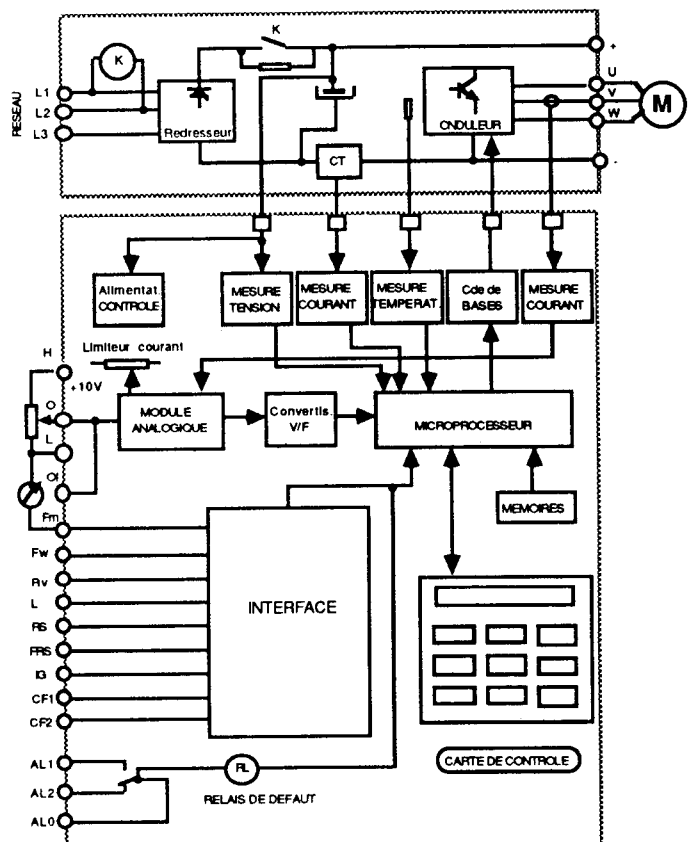 K
K
+
L1
L2
L3
RESEAU
Redresseur
CT
ONDULEUR
U
V
W
M
-
Alimentat.
CONTROLE
MESURE
TENSION
MESURE
COURANT
MESURE
TEMPERAT.
Cde de
BASES
MESURE
COURANT
Limiteur courant
H
+10V
O
L
OI
Fm
MODULE
ANALOGIQUE
Convertis.
V/F
MICROPROCESSEUR
MEMOIRES
INTERFACE
Fw
Rv
L
RS
FRS
I3
CF1
CF2
AL1
AL2
AL0
RL
RELAIS DE DEFAUT
CARTE DE CONTROLE